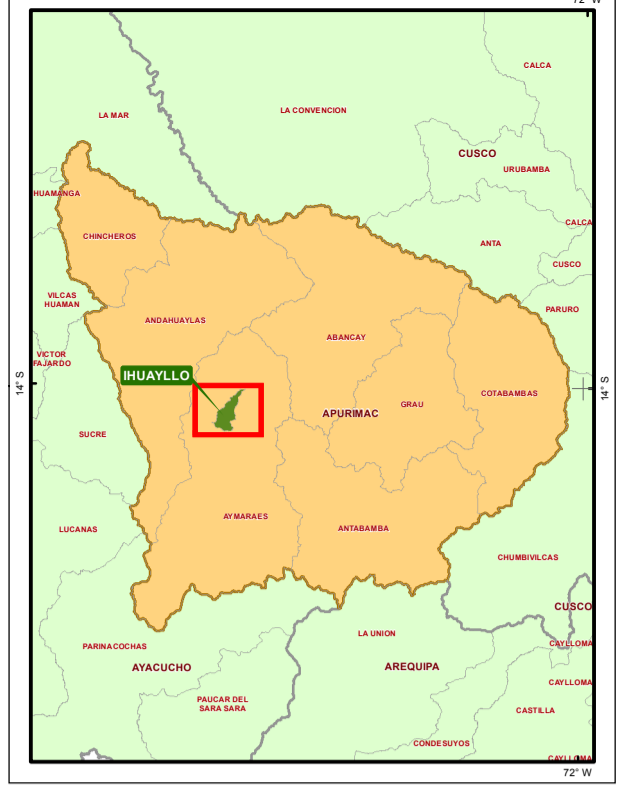 72° W
CALCA
LA MAR
LA CONVENCION
CUSCO
URUBAMBA
HUAMANGA
CALCA
CHINCHEROS
ANTA
CUSCO
VILCAS
HUAMAN
PARURO
ANDAHUAYLAS
ABANCAY
VICTOR
FAJARDO
IHUAYLLO
14° S
14° S
COTABAMBAS
GRAU
APURIMAC
SUCRE
AYMARAES
LUCANAS
ANTABAMBA
CHUMBIVILCAS
CUSCO
LA UNION
CAYLLOMA
PARINACOCHAS
AYACUCHO
AREQUIPA
CAYLLOMA
PAUCAR DEL
SARA SARA
CASTILLA
CONDESUYOS
CAYLLOMA
72° W